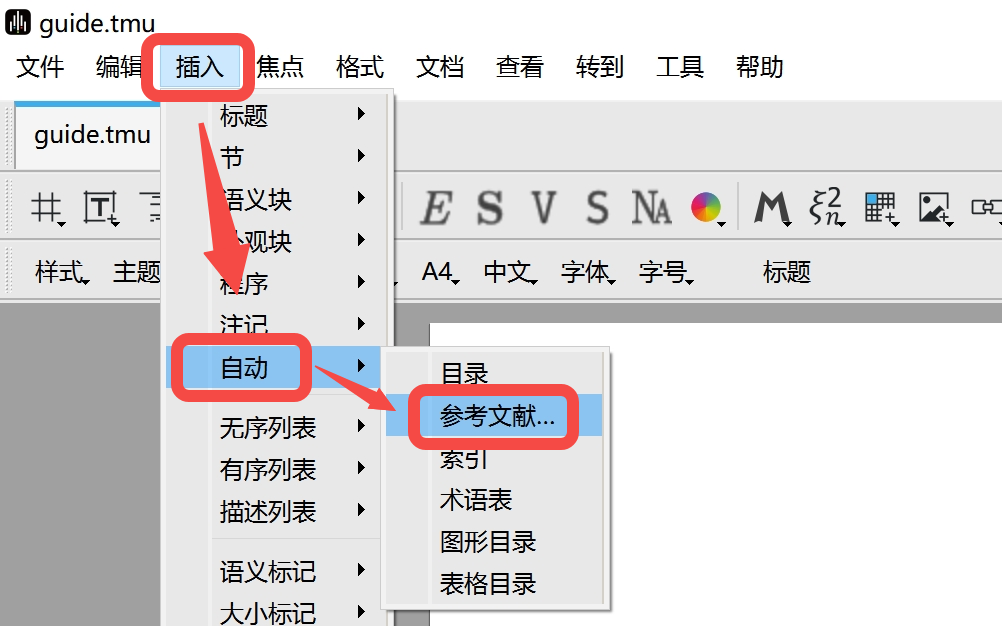 guide.tmu
文件 编辑 插入 焦点 格式 文档 查看 转到 工具 帮助
guide.tmu
样式 主题 A4 中文 字体 字号 标题
E S V S NA M ξ2n
标题
节
语义块
外观块
程序
注记
自动
无序列表
有序列表
描述列表
语义标记
大小标记
目录
参考文献...
索引
术语表
图形目录
表格目录